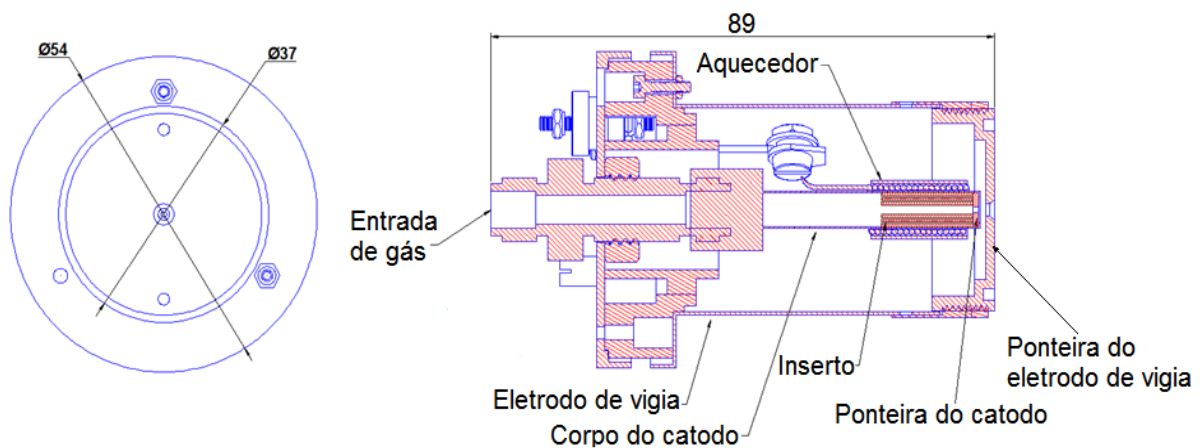 Ø54
Ø37
89
Aquecedor
Entrada
de gás
Eletrodo de vigia
Corpo do catodo
Inserto
Ponteira do catodo
Ponteira do
eletrodo de vigia